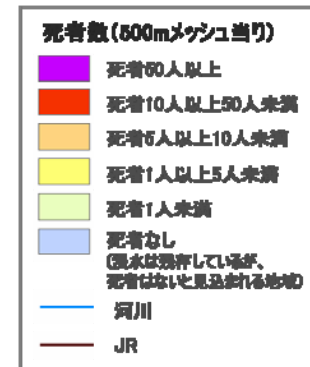 死者数(500mメッシュ当り)
死者50人以上
死者10人以上50人未満
死者5人以上10人未満
死者1人以上5人未満
死者1人未満
死者なし
(浸水は残存しているが、
死者はないと見込まれる地域)
河川
JR